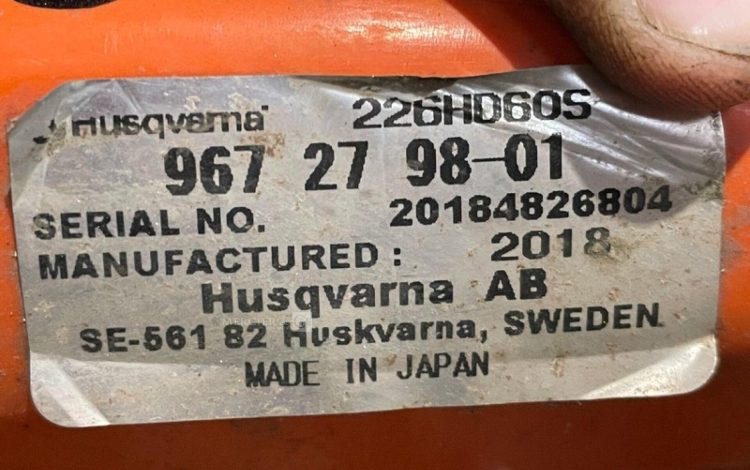 Husqvarna 226HD60S
967 27 98-01
SERIAL NO. 20184826804
MANUFACTURED: 2018
Husqvarna AB
SE-561 82 Huskvarna, SWEDEN
MADE IN JAPAN